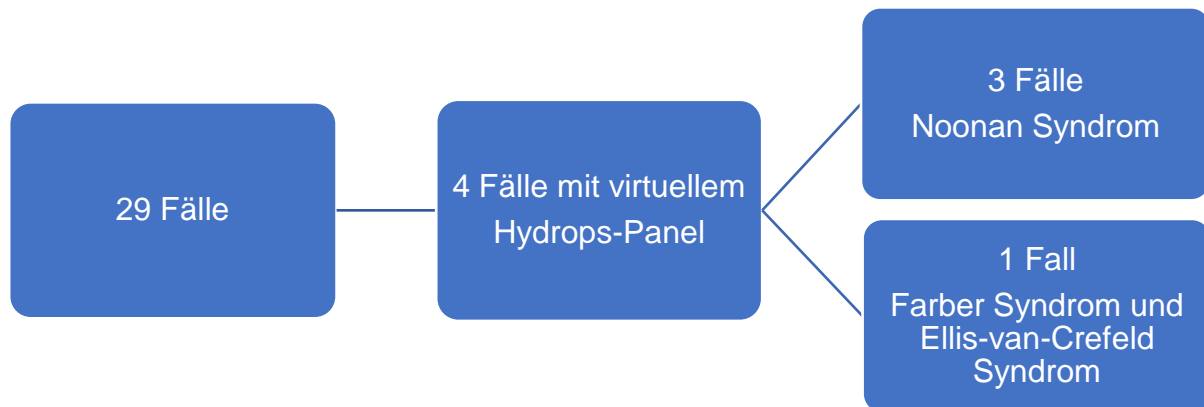 29 Fälle
4 Fälle mit virtuellem
Hydrops-Panel
3 Fälle
Noonan Syndrom
1 Fall
Farber Syndrom und
Ellis-van-Crefeld
Syndrom